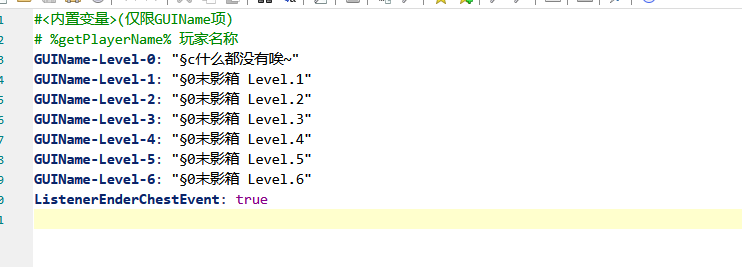 1 #<内置变量>(仅限GUIName项)
2 # %getPlayerName% 玩家名称
3 GUIName-Level-0: "§c什么都没有唉~"
4 GUIName-Level-1: "§0末影箱 Level.1"
5 GUIName-Level-2: "§0末影箱 Level.2"
6 GUIName-Level-3: "§0末影箱 Level.3"
7 GUIName-Level-4: "§0末影箱 Level.4"
8 GUIName-Level-5: "§0末影箱 Level.5"
9 GUIName-Level-6: "§0末影箱 Level.6"
0 ListenerEnderChestEvent: true
1